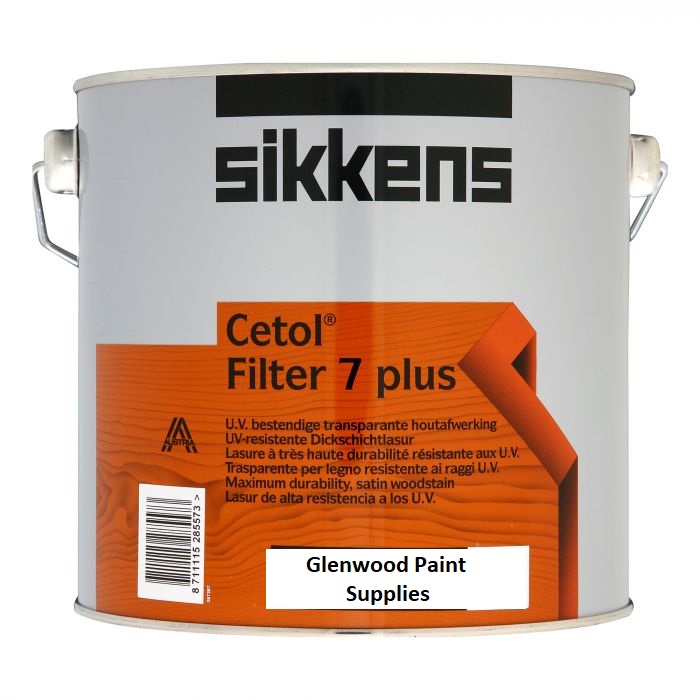 sikkens
Cetol®
Filter 7 plus
U.V. bestendige transparante houtafwerking
UV-resistente Dickschichtlasur
Lasure à très haute durabilité résistante aux U.V.
Trasparente per legno resistente ai raggi U.V.
Maximum durability, satin woodstain
Lasur de alta resistencia a los U.V.
AUSTRIA
8 711115 285573 >
Glenwood Paint
Supplies